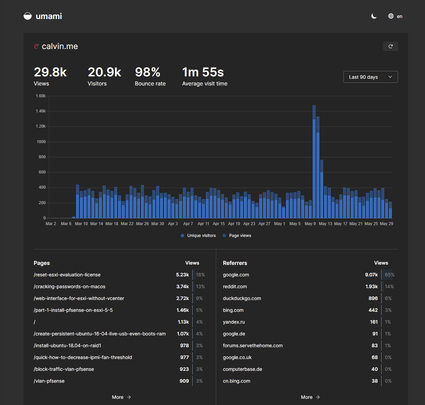 umami
en
calvin.me
29.8k 20.9k 98% 1m 55s
Views Visitors Bounce rate Average visit time
Last 90 days
1.60k
1.40k
1.20k
1k
800
600
400
200
0
Mar 2 Mar 6 Mar 10 Mar 14 Mar 18 Mar 22 Mar 26 Mar 30 Apr 3 Apr 7 Apr 11 Apr 15 Apr 19 Apr 23 Apr 27 May 1 May 5 May 9 May 13 May 17 May 21 May 25 May 29
Unique visitors Page views
Pages Views
/reset-esxi-evaluation-license 5.23k 18%
/cracking-passwords-on-macos 3.74k 13%
/web-interface-for-esxi-without-vcenter 2.72k 9%
/part-1-install-pfsense-on-esxi-5-5 1.46k 5%
/ 1.13k 4%
/create-persistent-ubuntu-16-04-live-usb-even-boots-ram 1.07k 4%
/install-ubuntu-18.04-on-raid1 978 3%
/quick-how-to-decrease-ipmi-fan-threshold 977 3%
/block-traffic-vlan-pfsense 923 3%
/vlan-pfsense 909 3%
More
Referrers Views
google.com 9.07k
reddit.com 1.93k 14%
duckduckgo.com 896 6%
bing.com 442 3%
yandex.ru 161 1%
google.de 91 1%
forums.servethehome.com 83 1%
google.co.uk 68 0%
computerbase.de 40 0%
cn.bing.com 38 0%
More